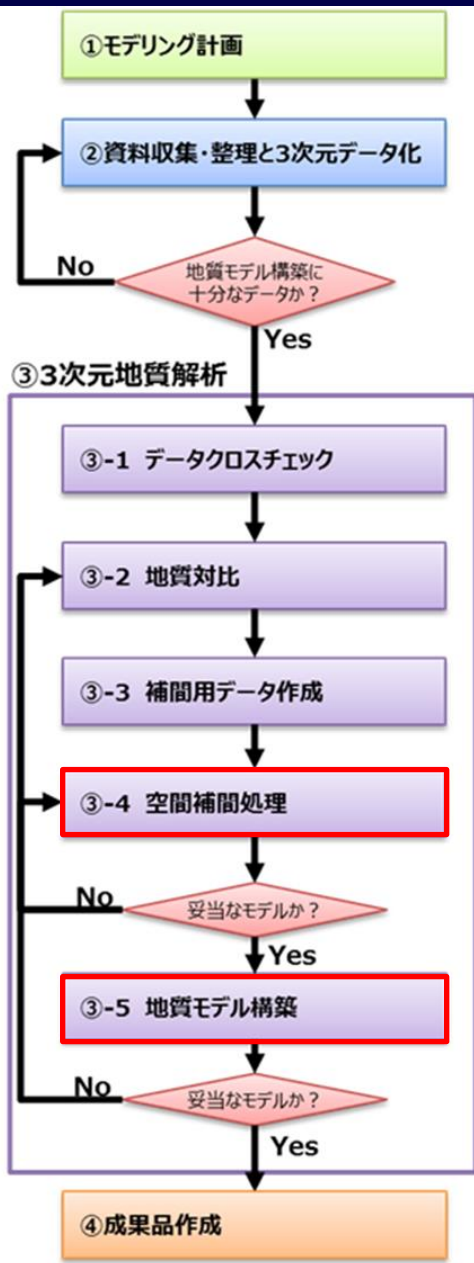 ①モデリング計画
②資料収集・整理と3次元データ化
No
地質モデル構築に
十分なデータか？
Yes
③3次元地質解析
③-1 データクロスチェック
③-2 地質対比
③-3 補間用データ作成
③-4 空間補間処理
No
妥当なモデルか？
Yes
③-5 地質モデル構築
No
妥当なモデルか？
Yes
④成果品作成